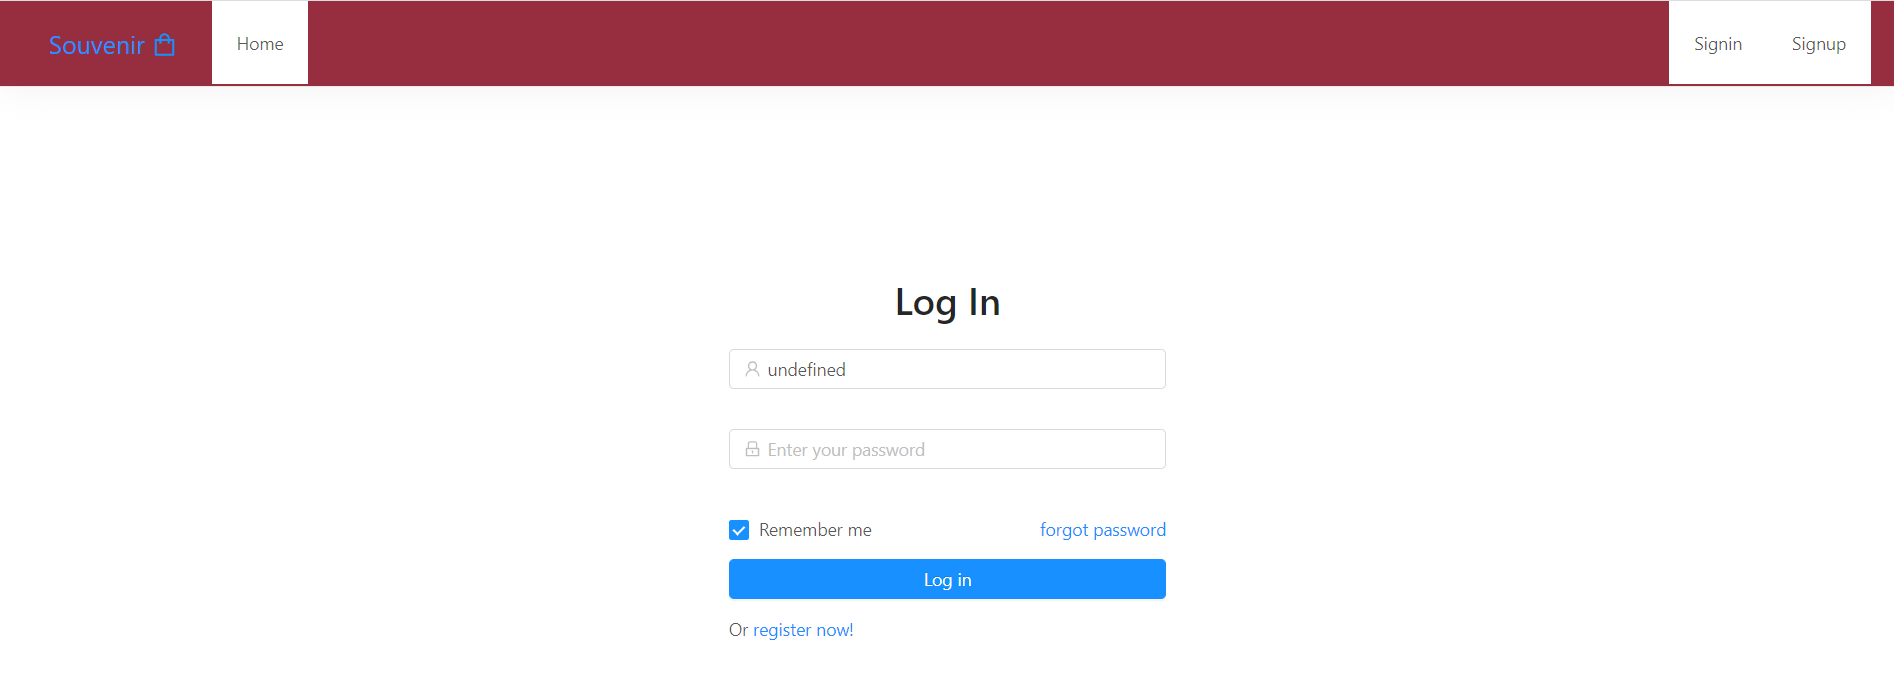 Souvenir
Home
Signin
Signup
Log In
undefined
Enter your password
Remember me
forgot password
Log in
Or register now!